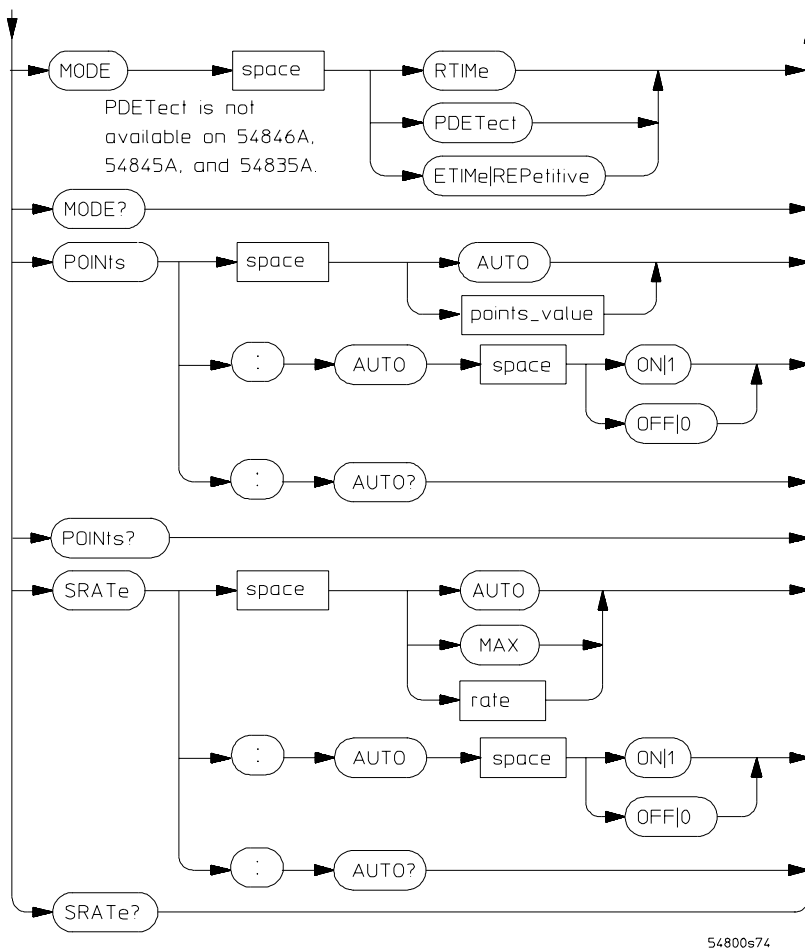 MODE space RTIMe
PDETect is not
available on 54846A,
54845A, and 54835A.
PDETect
ETIMe|REPetitive
MODE?
POINts space AUTO
points_value
: AUTO space ON|1
OFF|0
: AUTO?
POINts?
SRATe space AUTO
MAX
rate
: AUTO space ON|1
OFF|0
: AUTO?
SRATe?
54800s74